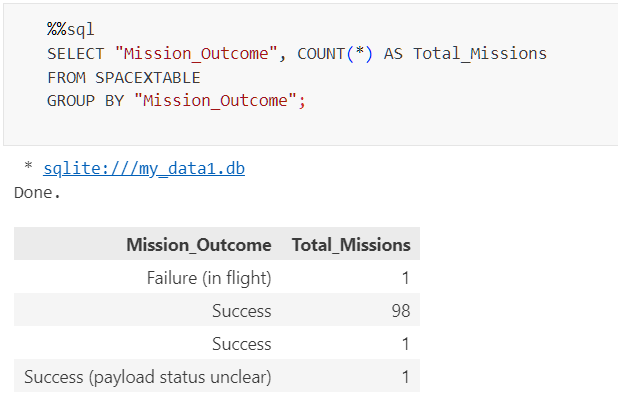 %%sql
SELECT "Mission_Outcome", COUNT(*) AS Total_Missions
FROM SPACEXTABLE
GROUP BY "Mission_Outcome";
* sqlite:///my_data1.db
Done.
Mission_Outcome Total_Missions
Failure (in flight) 1
Success 98
Success 1
Success (payload status unclear) 1